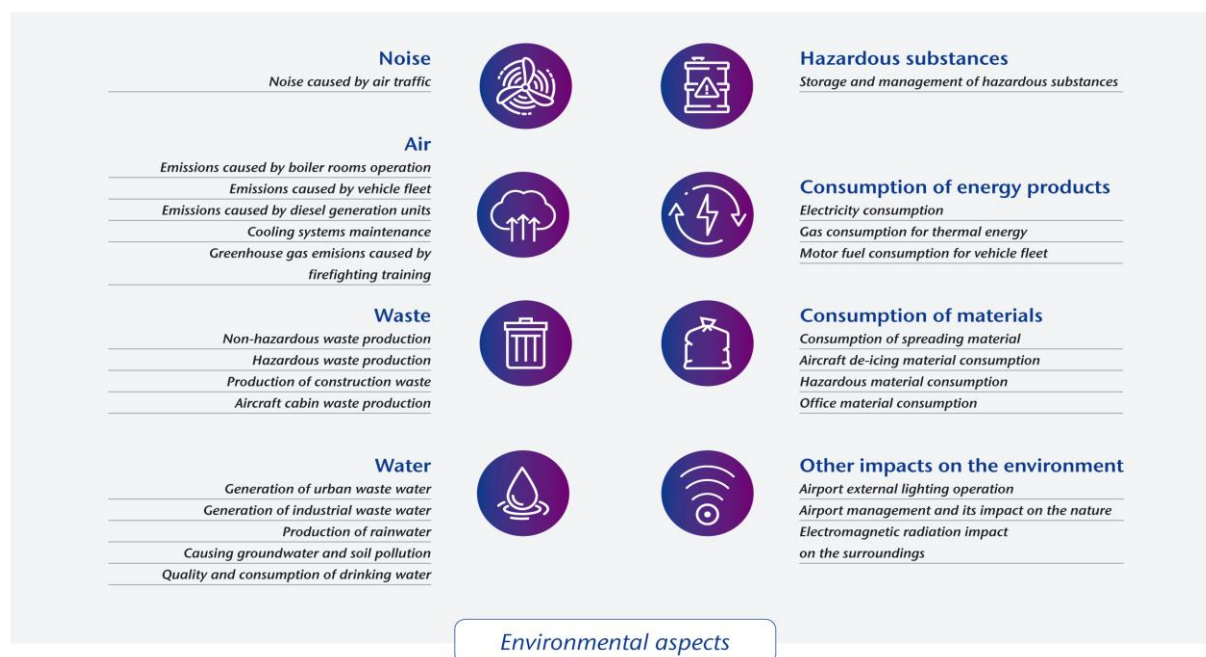 Noise
Noise caused by air traffic
Air
Emissions caused by boiler rooms operation
Emissions caused by vehicle fleet
Emissions caused by diesel generation units
Cooling systems maintenance
Greenhouse gas emisions caused by
firefighting training
Waste
Non-hazardous waste production
Hazardous waste production
Production of construction waste
Aircraft cabin waste production
Water
Generation of urban waste water
Generation of industrial waste water
Production of rainwater
Causing groundwater and soil pollution
Quality and consumption of drinking water
Hazardous substances
Storage and management of hazardous substances
Consumption of energy products
Electricity consumption
Gas consumption for thermal energy
Motor fuel consumption for vehicle fleet
Consumption of materials
Consumption of spreading material
Aircraft de-icing material consumption
Hazardous material consumption
Office material consumption
Other impacts on the environment
Airport external lighting operation
Airport management and its impact on the nature
Electromagnetic radiation impact
on the surroundings
Environmental aspects